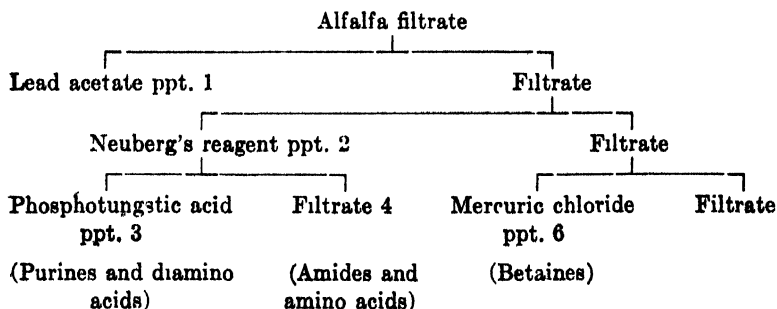 Alfalfa filtrate
Lead acetate ppt. 1 Filtrate
Neuberg's reagent ppt. 2 Filtrate
Phosphotungstic acid Filtrate 4 Mercuric chloride Filtrate
ppt. 3 ppt. 6
(Purines and diamino (Amides and (Betaines)
acids) amino acids)